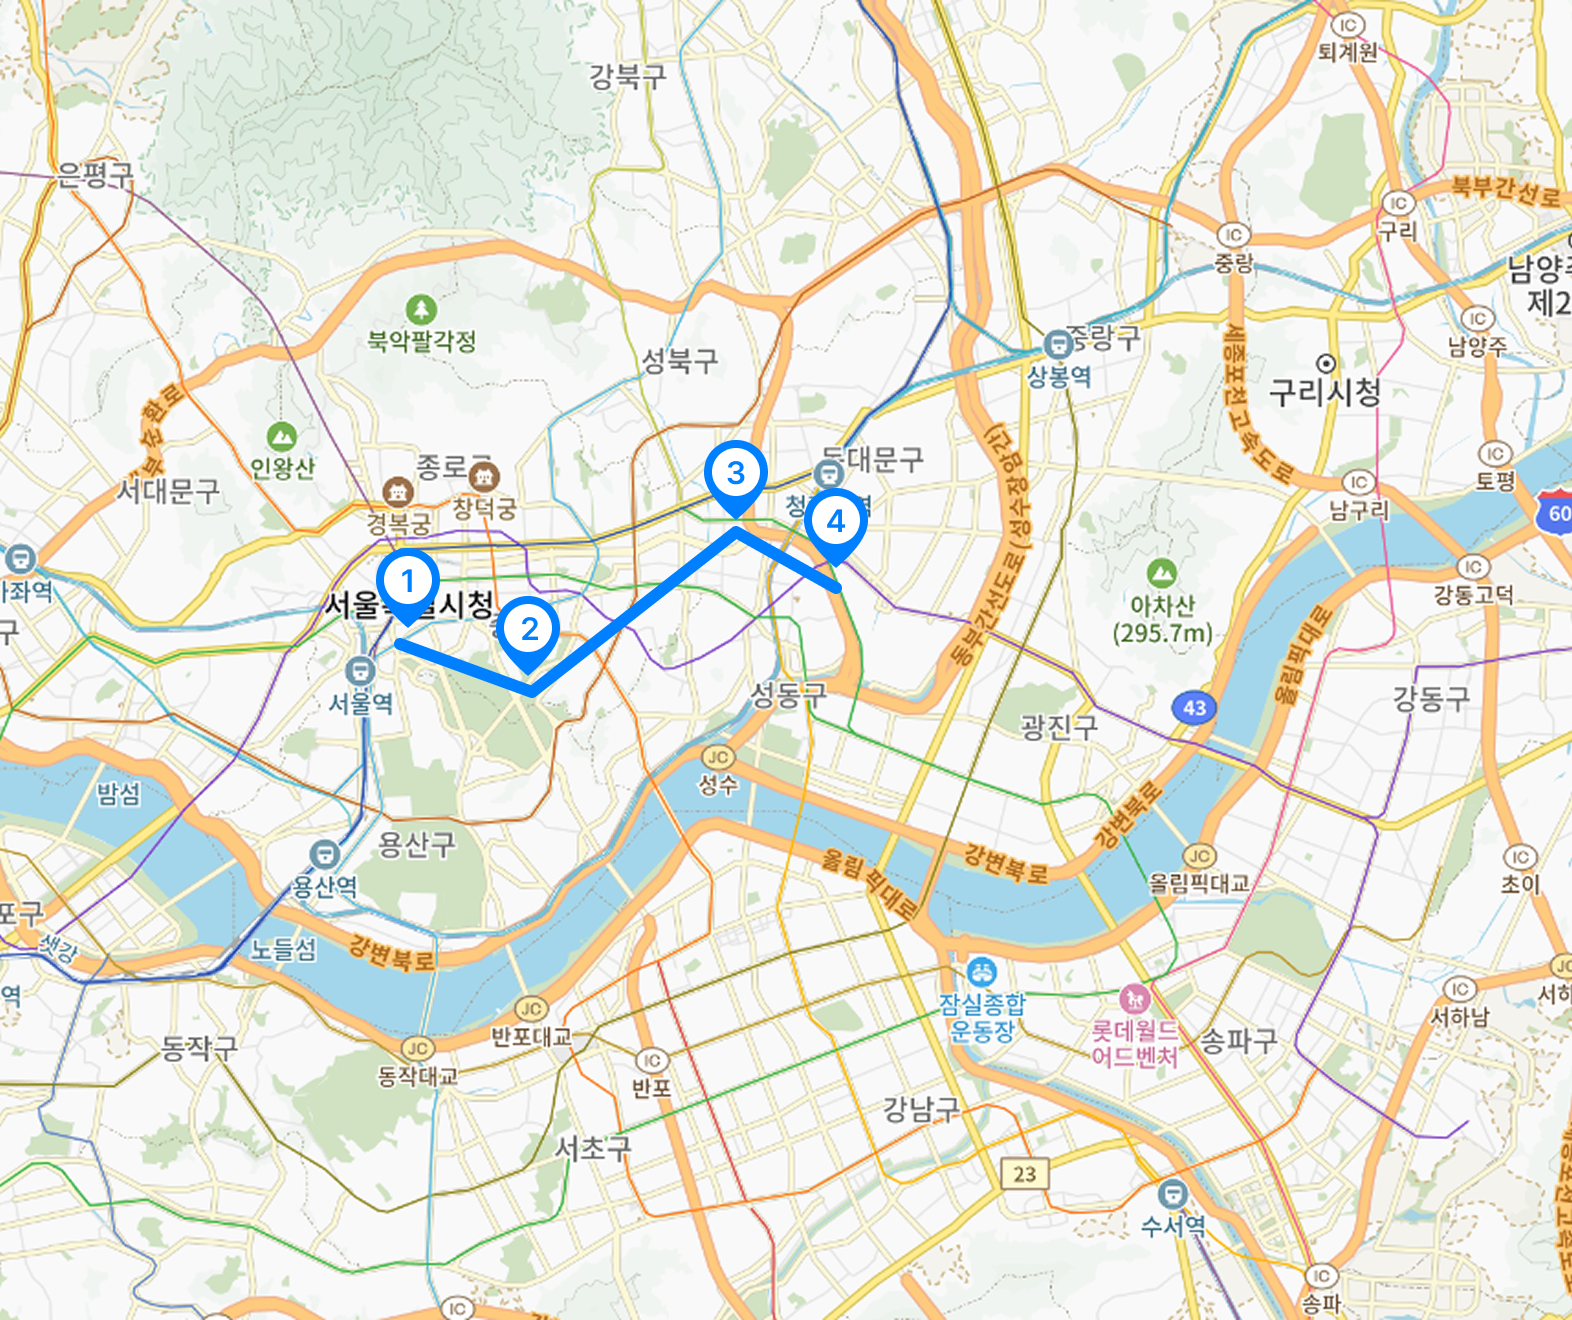 강북구
퇴계원
IC
은평구
북부간선로
IC
구리
IC
중랑
남양주
제2
IC
남양주
북악팔각정
성북구
중랑구
상봉역
세종포천고속도로
구리시청
IC
토평
인왕산
종로구
창덕궁
경복궁
서대문구
동대문구
3
4
IC
남구리
60
동부간선도로(성수장암간)
1
서울특별시청
2
아차산
(295.7m)
IC
강동고덕
올림픽대로
서울역
성동구
광진구
43
강동구
JC
성수
밤섬
용산구
용산역
강변북로
강변북로
올림픽대로
JC
올림픽대교
IC
초이
노들섬
샛강
강변북로
역
JC
반포대교
잠실종합
운동장
롯데월드
어드벤처
송파구
IC
서하남
JC
서하
동작구
JC
동작대교
IC
반포
강남구
서초구
23
수서역
IC
송파
IC